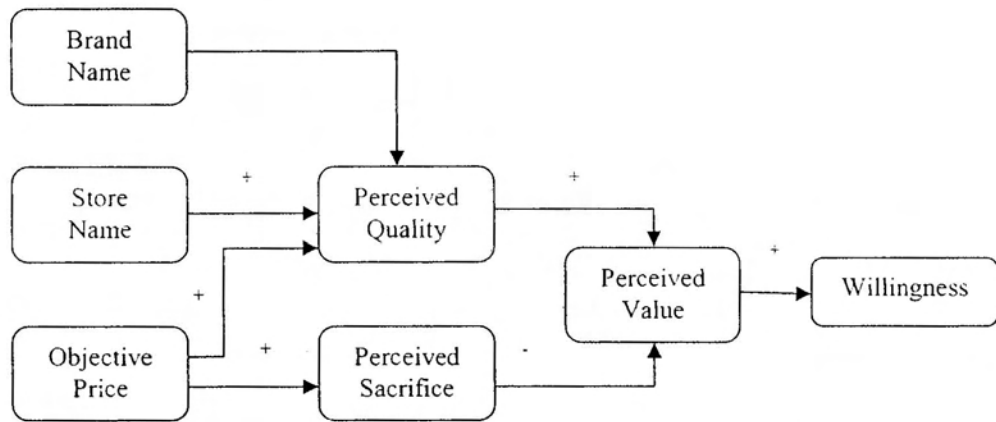 Brand
Name
+
Store
Name
Perceived
Quality
+
+
Objective
Price
+
Perceived
Sacrifice
-
Perceived
Value
+
Willingness